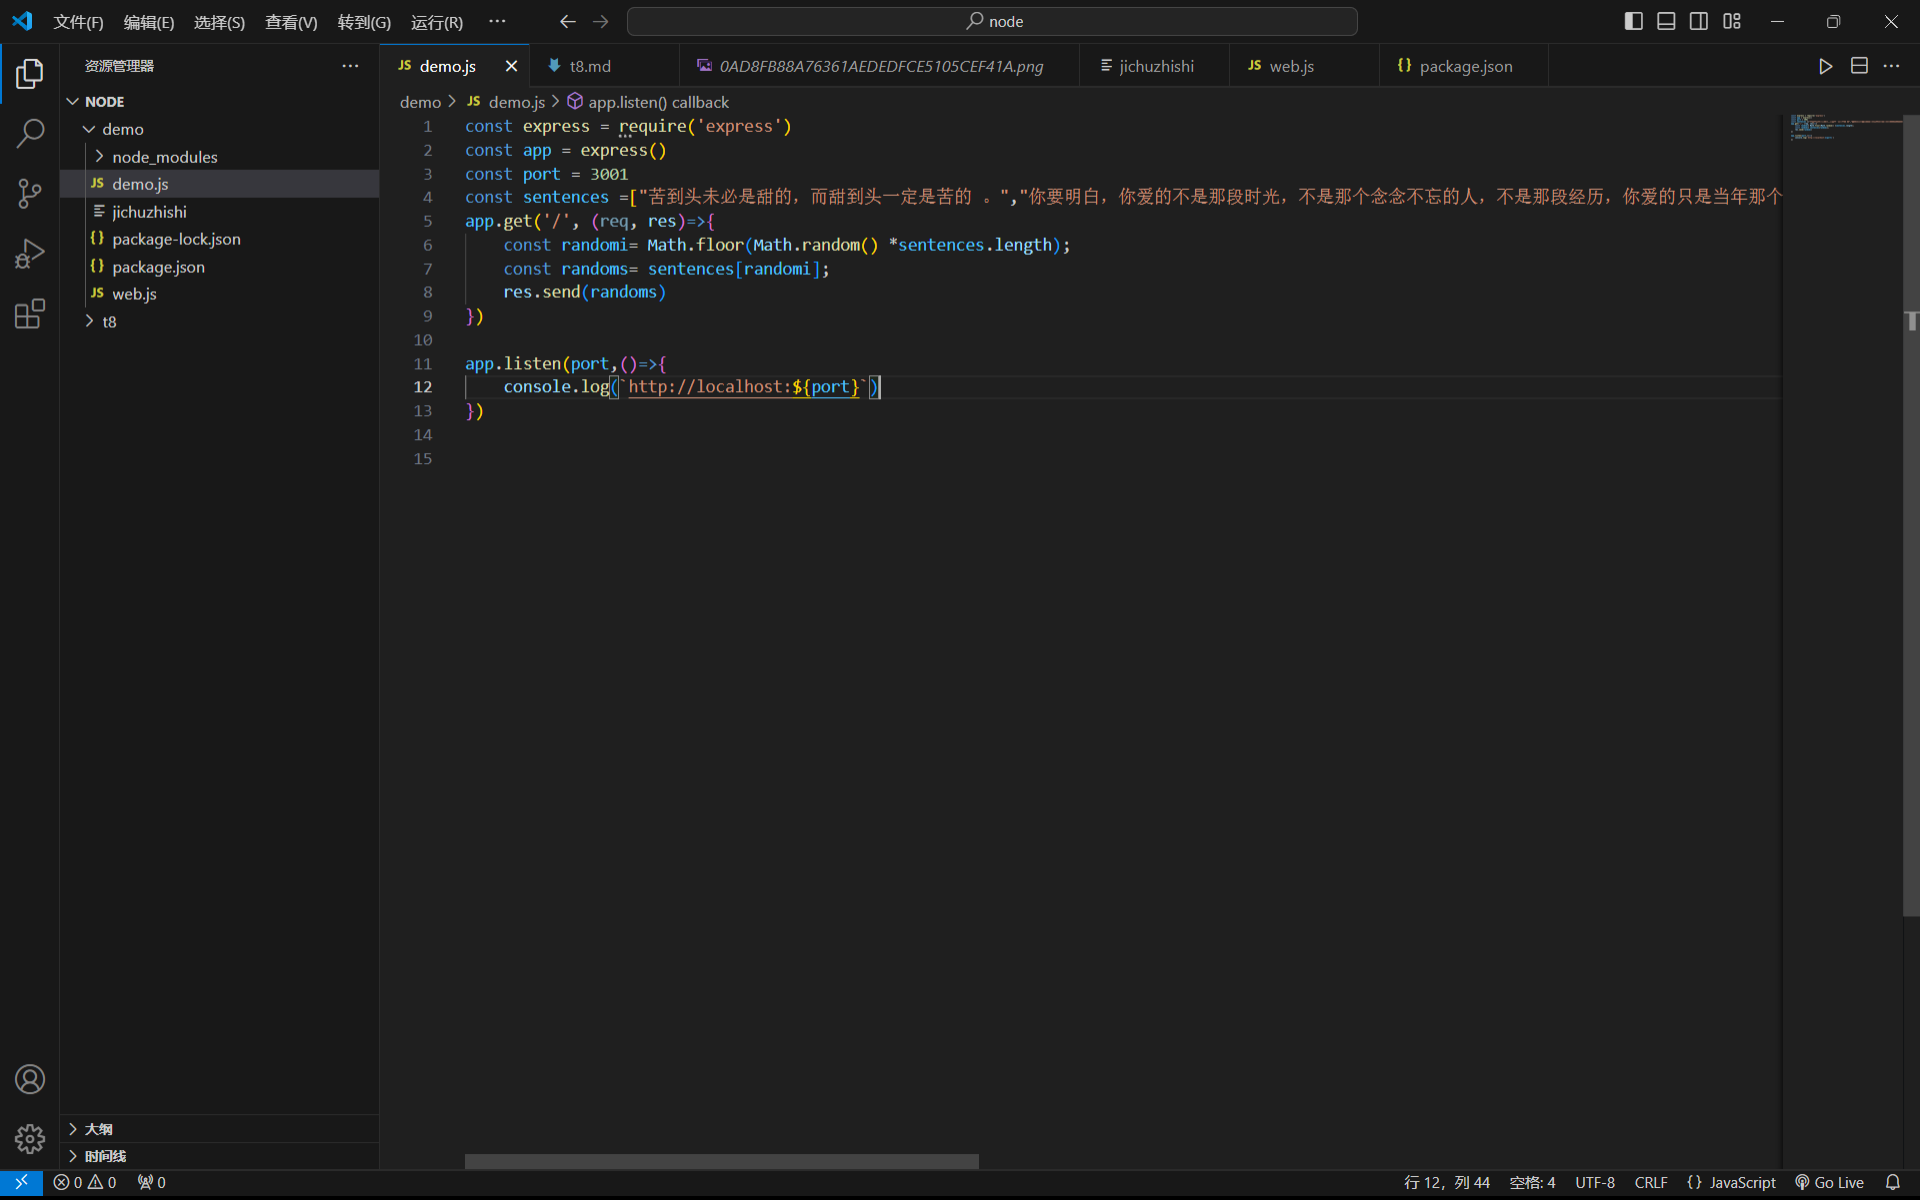 文件(F) 编辑(E) 选择(S) 查看(V) 转到(G) 运行(R) ··· node
资源管理器 ···
NODE
demo
node_modules
JS demo.js
jichuzhishi
{} package-lock.json
{} package.json
JS web.js
t8
大纲
时间线
JS demo.js t8.md 0AD8FB88A76361AEDEDFCE5105CEF41A.png jichuzhishi JS web.js {} package.json ···
demo > JS demo.js > app.listen() callback
1 const express = require('express')
2 const app = express()
3 const port = 3001
4 const sentences =["苦到头未必是甜的，而甜到头一定是苦的 。","你要明白，你爱的不是那段时光，不是那个念念不忘的人，不是那段经历，你爱的只是当年那个
5 app.get('/', (req, res)=>{
6 const randomi= Math.floor(Math.random() *sentences.length);
7 const randoms= sentences[randomi];
8 res.send(randoms)
9 })
10
11 app.listen(port,()=>{
12 console.log(`http://localhost:${port}`)
13 })
14
15
0 0 0 行 12，列 44 空格: 4 UTF-8 CRLF {} JavaScript Go Live